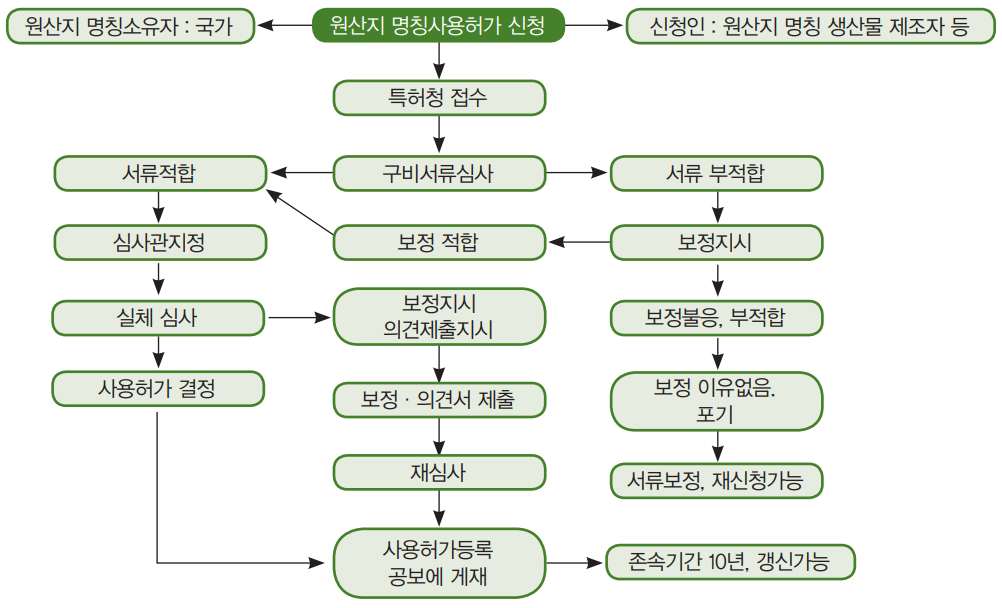 원산지 명칭소유자 : 국가
원산지 명칭사용허가 신청
신청인 : 원산지 명칭 생산물 제조자 등
특허청 접수
서류적합
구비서류심사
서류 부적합
심사관지정
보정 적합
보정지시
실체 심사
보정지시
의견제출지시
보정불응, 부적합
사용허가 결정
보정 · 의견서 제출
보정 이유없음.
포기
재심사
서류보정, 재신청가능
사용허가등록
공보에 게재
존속기간 10년, 갱신가능